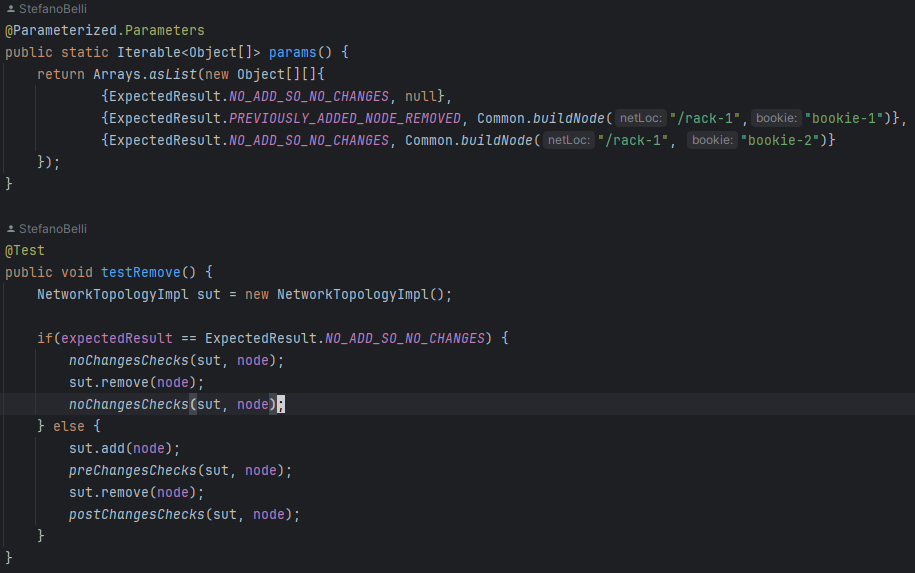 StefanoBelli
@Parameterized.Parameters
public static Iterable<Object[]> params() {
    return Arrays.asList(new Object[][]{
            {ExpectedResult.NO_ADD_SO_NO_CHANGES, null},
            {ExpectedResult.PREVIOUSLY_ADDED_NODE_REMOVED, Common.buildNode( netLoc: "/rack-1", bookie: "bookie-1")},
            {ExpectedResult.NO_ADD_SO_NO_CHANGES, Common.buildNode( netLoc: "/rack-1", bookie: "bookie-2")}
    });
}
StefanoBelli
@Test
public void testRemove() {
    NetworkTopologyImpl sut = new NetworkTopologyImpl();
    if(expectedResult == ExpectedResult.NO_ADD_SO_NO_CHANGES) {
        noChangesChecks(sut, node);
        sut.remove(node);
        noChangesChecks(sut, node);
    } else {
        sut.add(node);
        preChangesChecks(sut, node);
        sut.remove(node);
        postChangesChecks(sut, node);
    }
}